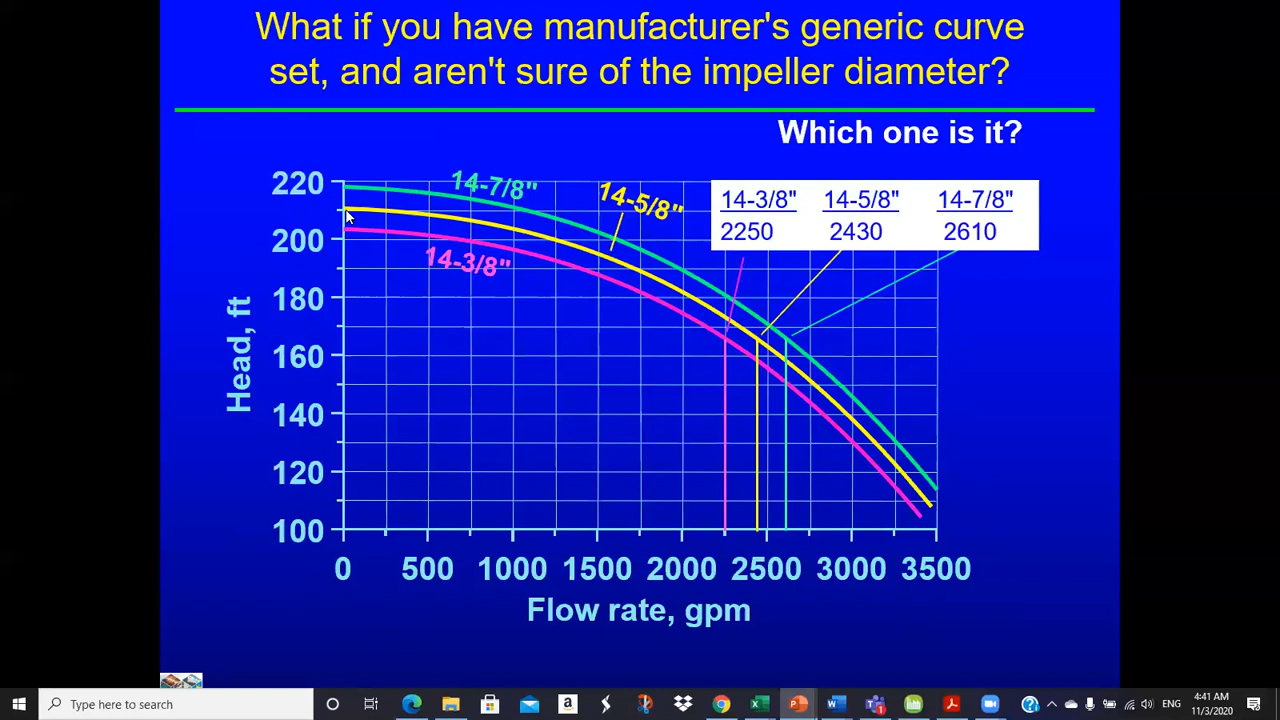 What if you have manufacturer's generic curve
set, and aren't sure of the impeller diameter?
Which one is it?
14-7/8"
14-5/8"
14-3/8"
14-3/8" 14-5/8" 14-7/8"
2250 2430 2610
220
200
180
160
140
120
100
Head, ft
0 500 1000 1500 2000 2500 3000 3500
Flow rate, gpm
Type here to search
4:41 AM
11/3/2020